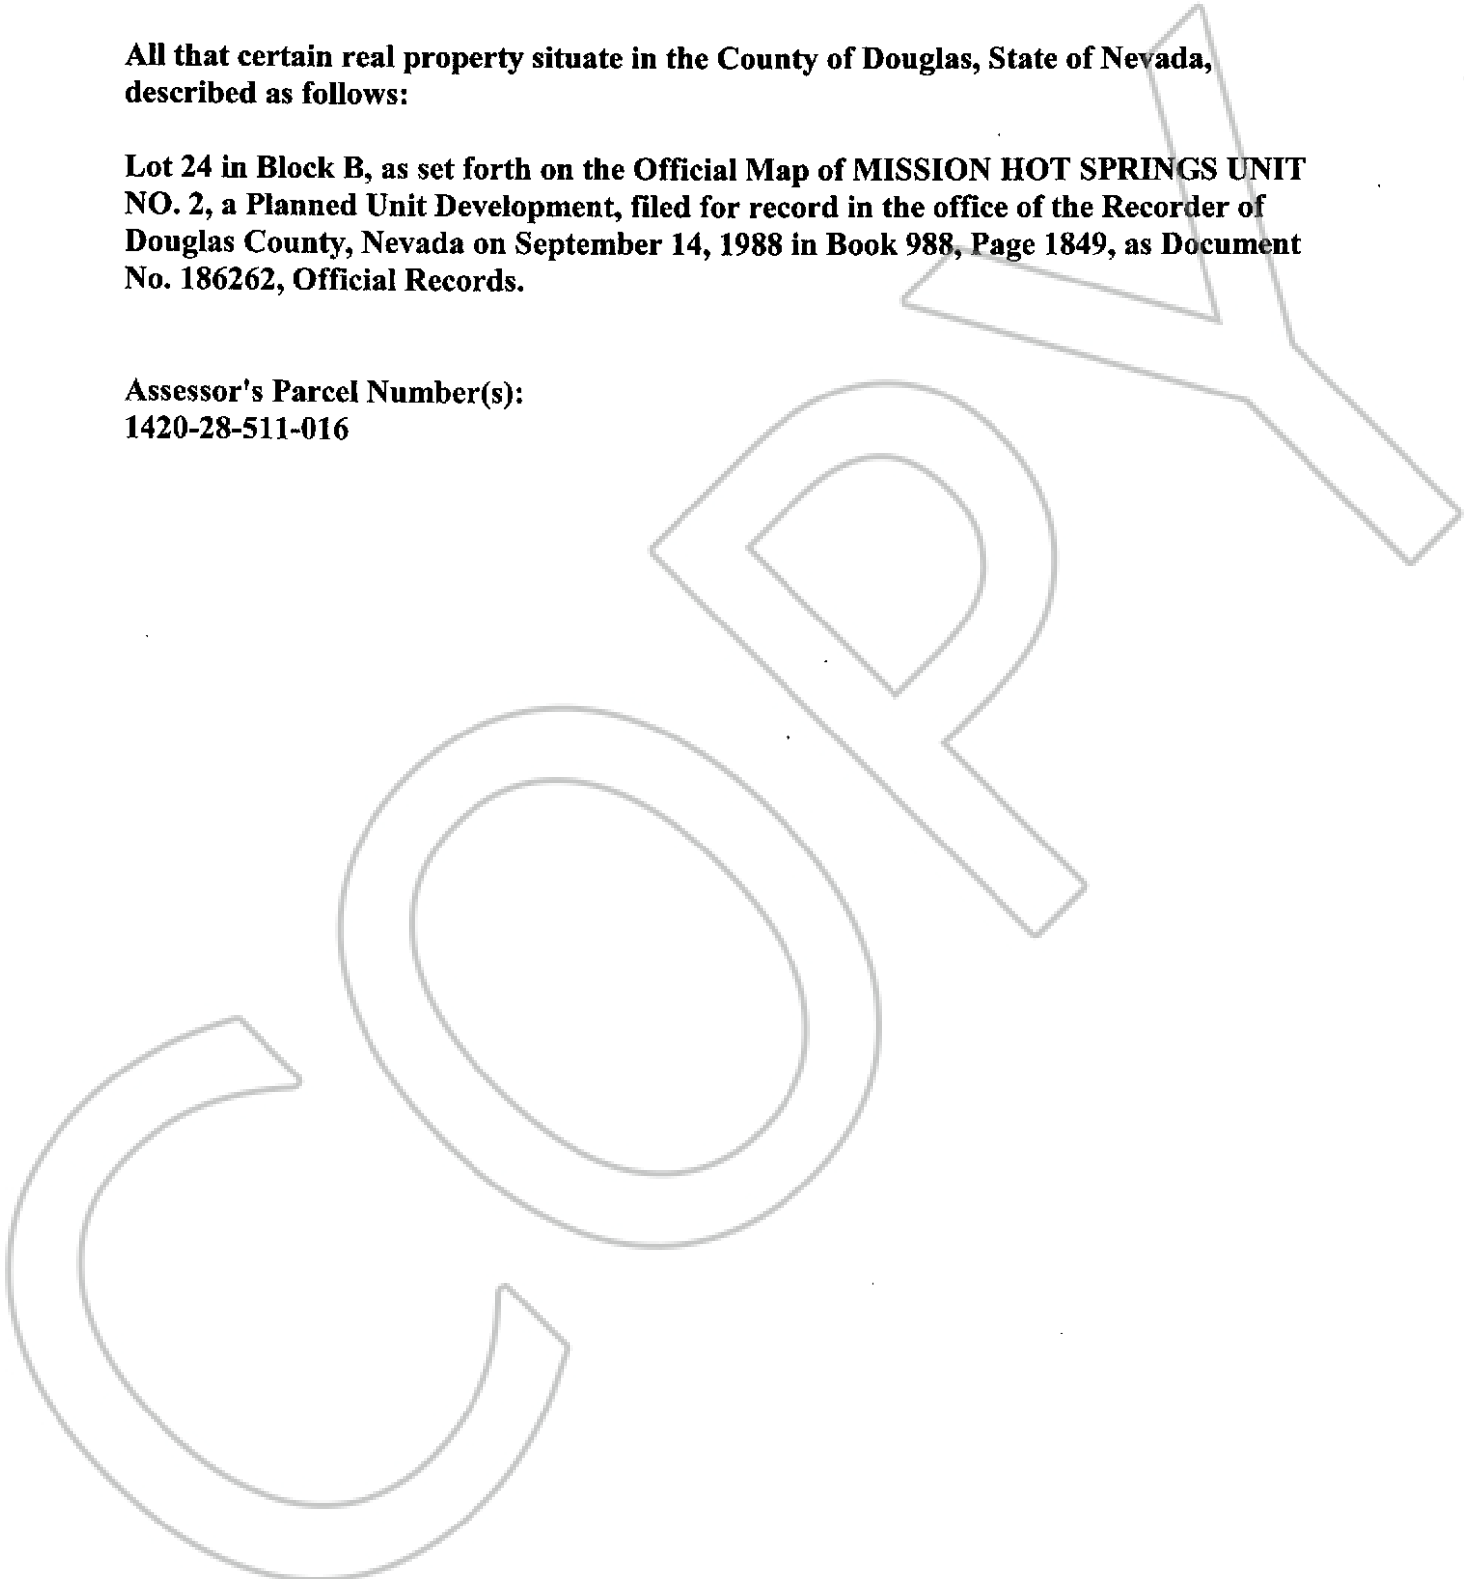 All that certain real property situate in the County of Douglas, State of Nevada,
described as follows:
Lot 24 in Block B, as set forth on the Official Map of MISSION HOT SPRINGS UNIT
NO. 2, a Planned Unit Development, filed for record in the office of the Recorder of
Douglas County, Nevada on September 14, 1988 in Book 988, Page 1849, as Document
No. 186262, Official Records.
Assessor's Parcel Number(s):
1420-28-511-016
COPY